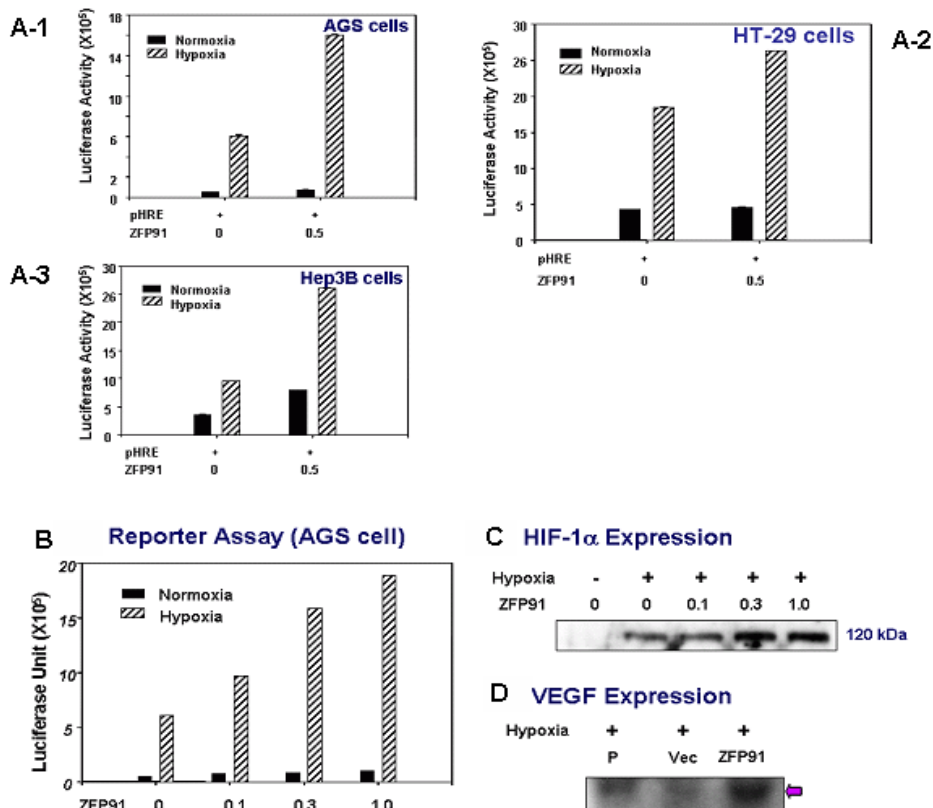 A-1
AGS cells
Normoxia
Hypoxia
Luciferase Activity (X10⁵)
18
16
12
8
6
4
2
0
pHRE + +
ZFP91 0 0.5
A-2
HT-29 cells
Normoxia
Hypoxia
Luciferase Activity (X10⁵)
30
26
20
15
10
5
0
pHRE + +
ZFP91 0 0.5
A-3
Hep3B cells
Normoxia
Hypoxia
Luciferase Activity (X10⁵)
30
26
20
15
10
5
0
pHRE + +
ZFP91 0 0.5
B Reporter Assay (AGS cell)
Normoxia
Hypoxia
Luciferase Unit (X10⁵)
20
15
10
5
0
ZFP91 0 0.1 0.3 1.0
C HIF-1α Expression
Hypoxia - + + + +
ZFP91 0 0 0.1 0.3 1.0
120 kDa
D VEGF Expression
Hypoxia + + +
P Vec ZFP91